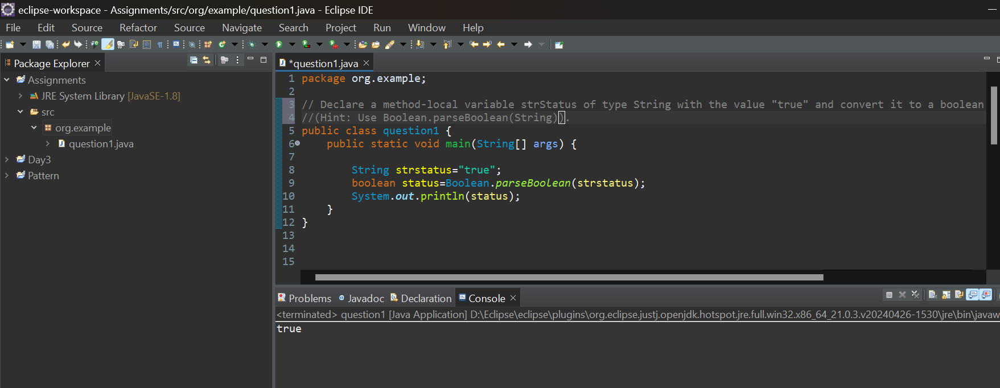 eclipse-workspace - Assignments/src/org/example/question1.java - Eclipse IDE
File Edit Source Refactor Source Navigate Search Project Run Window Help
Package Explorer
Assignments
JRE System Library [JavaSE-1.8]
src
org.example
question1.java
Day3
Pattern
*question1.java
1 package org.example;
2
3 // Declare a method-local variable strStatus of type String with the value "true" and convert it to a boolean
4 //(Hint: Use Boolean.parseBoolean(String)).
5 public class question1 {
6 public static void main(String[] args) {
7
8 String strstatus="true";
9 boolean status=Boolean.parseBoolean(strstatus);
10 System.out.println(status);
11 }
12 }
13
14
15
Problems Javadoc Declaration Console
<terminated> question1 [Java Application] D:\Eclipse\eclipse\plugins\org.eclipse.justj.openjdk.hotspot.jre.full.win32.x86_64_21.0.3.v20240426-1530\jre\bin\javaw
true